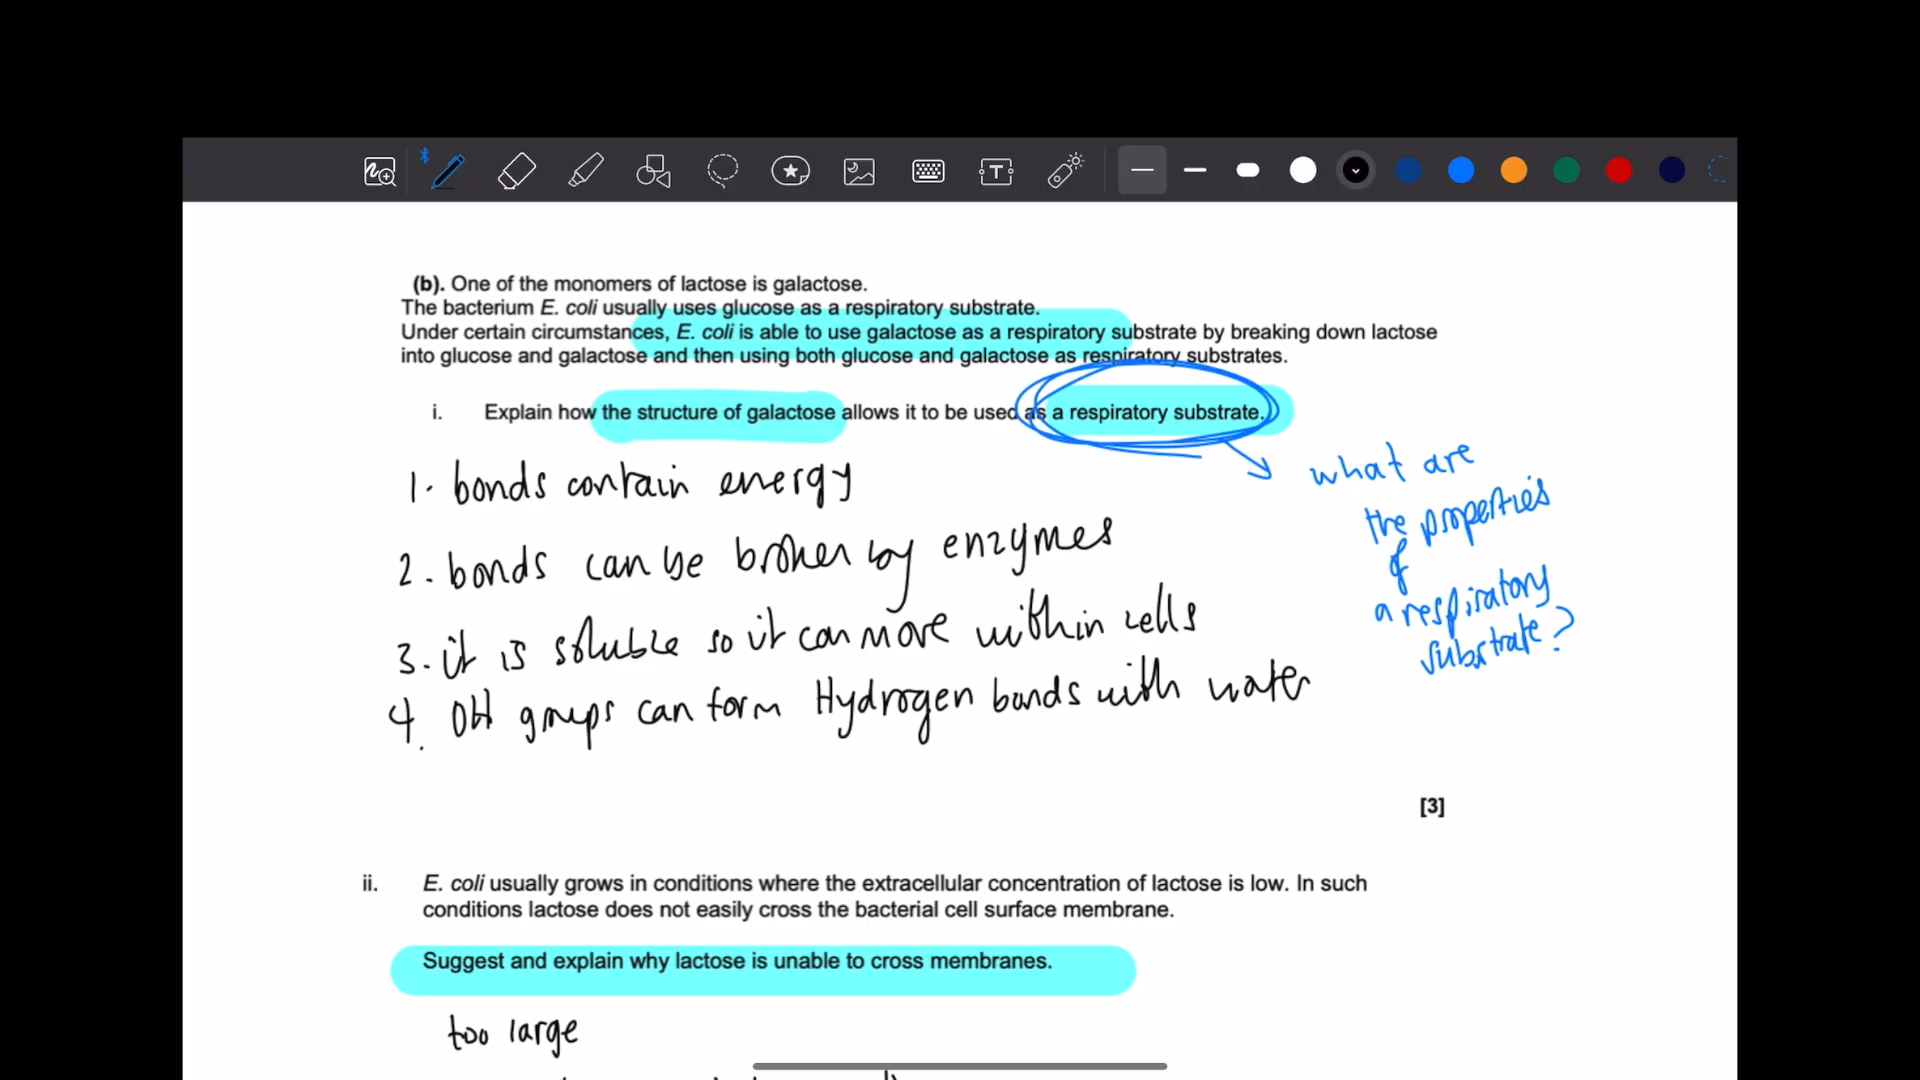 (b). One of the monomers of lactose is galactose.
The bacterium E. coli usually uses glucose as a respiratory substrate.
Under certain circumstances, E. coli is able to use galactose as a respiratory substrate by breaking down lactose
into glucose and galactose and then using both glucose and galactose as respiratory substrates.
i. Explain how the structure of galactose allows it to be used as a respiratory substrate.
1. bonds contain energy
2. bonds can be broken by enzymes
3. it is soluble so it can move within cells
4. OH groups can form Hydrogen bonds with water
what are
the properties
of
a respiratory
substrate?
[3]
ii. E. coli usually grows in conditions where the extracellular concentration of lactose is low. In such
conditions lactose does not easily cross the bacterial cell surface membrane.
Suggest and explain why lactose is unable to cross membranes.
too large